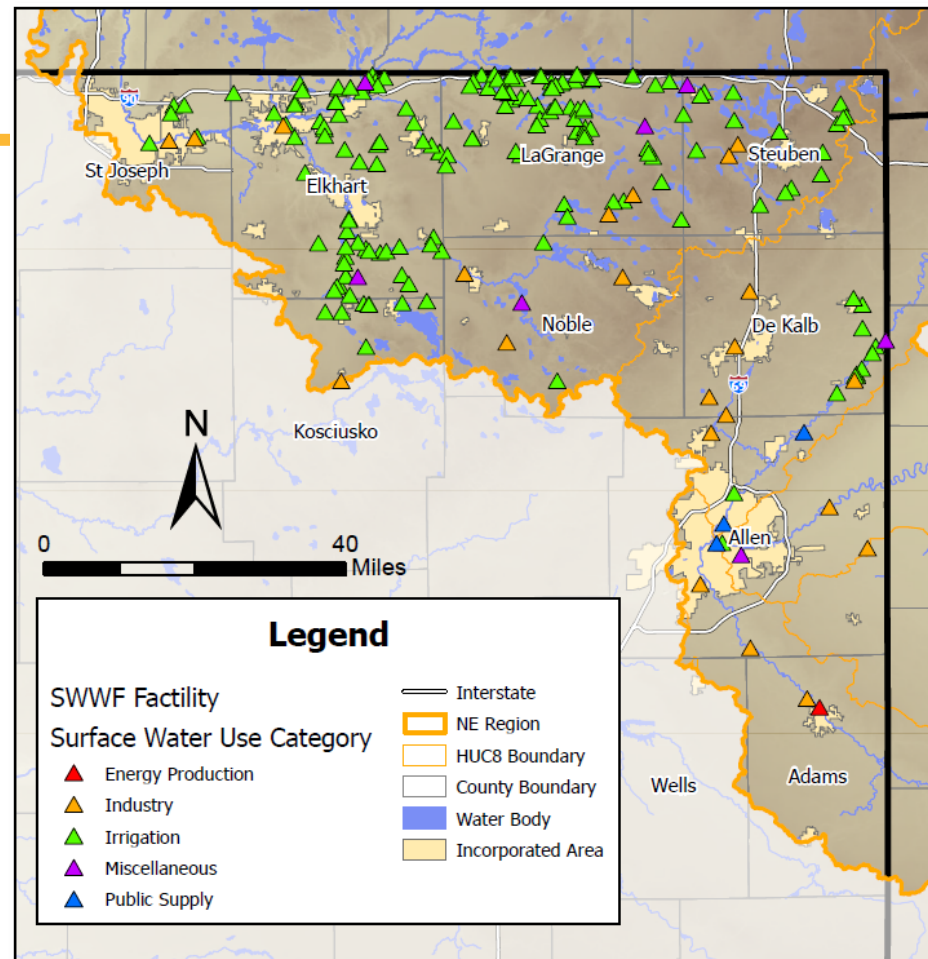 90
St Joseph
Elkhart
LaGrange
Steuben
Noble
De Kalb
69
Kosciusko
N
0 40
Miles
Allen
Wells
Adams
Legend
SWWF Factility
Surface Water Use Category
Energy Production
Industry
Irrigation
Miscellaneous
Public Supply
Interstate
NE Region
HUC8 Boundary
County Boundary
Water Body
Incorporated Area